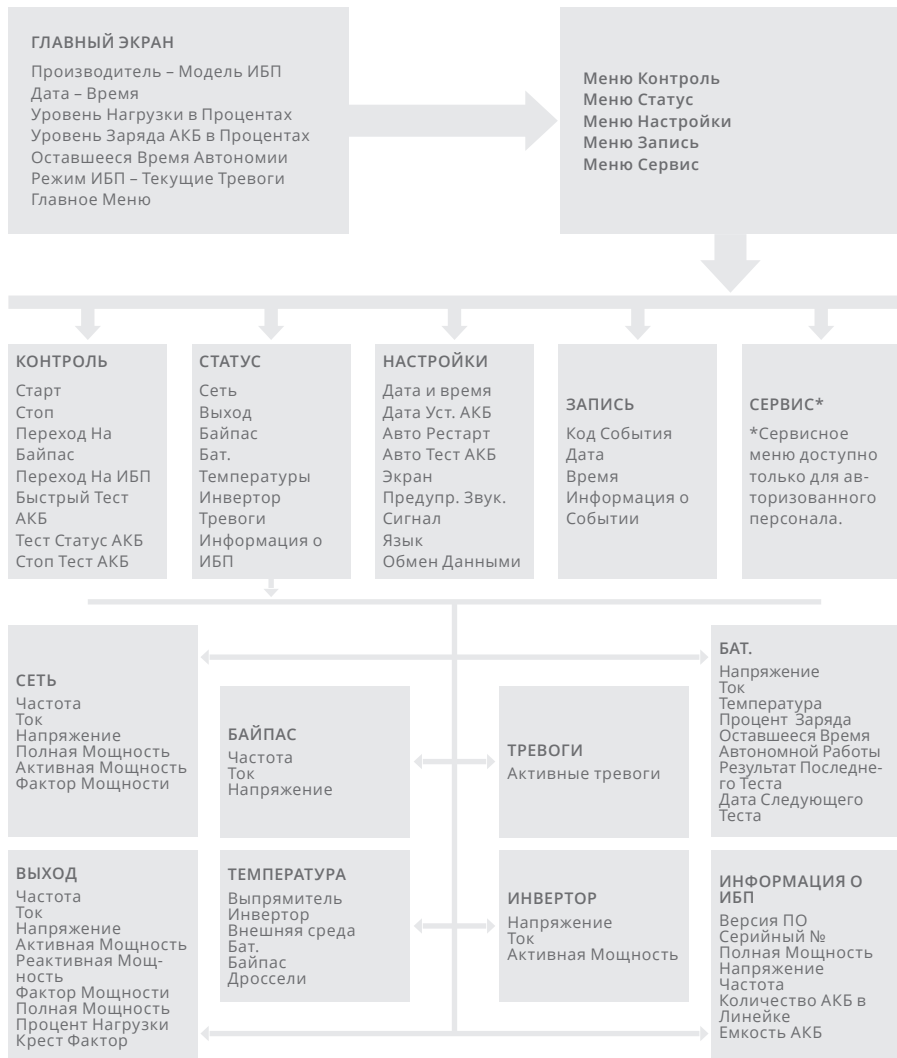 ГЛАВНЫЙ ЭКРАН
Производитель – Модель ИБП
Дата – Время
Уровень Нагрузки в Процентах
Уровень Заряда АКБ в Процентах
Оставшееся Время Автономии
Режим ИБП – Текущие Тревоги
Главное Меню
Меню Контроль
Меню Статус
Меню Настройки
Меню Запись
Меню Сервис
КОНТРОЛЬ
Старт
Стоп
Переход На
Байпас
Переход На ИБП
Быстрый Тест
АКБ
Тест Статус АКБ
Стоп Тест АКБ
СТАТУС
Сеть
Выход
Байпас
Бат.
Температуры
Инвертор
Тревоги
Информация о
ИБП
НАСТРОЙКИ
Дата и время
Дата Уст. АКБ
Авто Рестарт
Авто Тест АКБ
Экран
Предупр. Звук.
Сигнал
Язык
Обмен Данными
ЗАПИСЬ
Код События
Дата
Время
Информация о
Событии
СЕРВИС*
*Сервисное
меню доступно
только для ав-
торизованного
персонала.
СЕТЬ
Частота
Ток
Напряжение
Полная Мощность
Активная Мощность
Фактор Мощности
БАЙПАС
Частота
Ток
Напряжение
ТРЕВОГИ
Активные тревоги
БАТ.
Напряжение
Ток
Температура
Процент Заряда
Оставшееся Время
Автономной Работы
Результат Последне-
го Теста
Дата Следующего
Теста
ВЫХОД
Частота
Ток
Напряжение
Активная Мощность
Реактивная Мощ-
ность
Фактор Мощности
Полная Мощность
Процент Нагрузки
Крест Фактор
ТЕМПЕРАТУРА
Выпрямитель
Инвертор
Внешняя среда
Бат.
Байпас
Дроссели
ИНВЕРТОР
Напряжение
Ток
Активная Мощность
ИНФОРМАЦИЯ О
ИБП
Версия ПО
Серийный №
Полная Мощность
Напряжение
Частота
Количество АКБ в
Линейке
Емкость АКБ